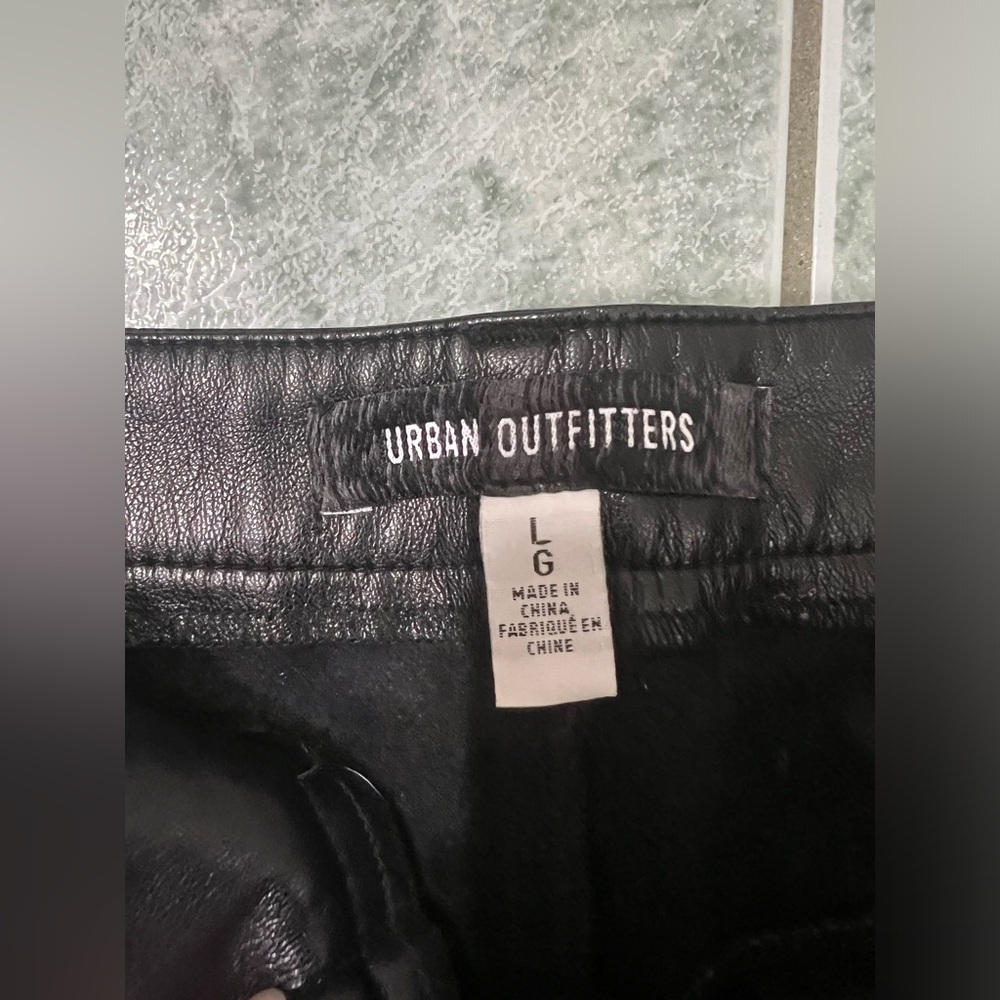 URBAN OUTFITTERS
L
G
MADE IN
CHINA
FABRIQUÉ EN
CHINE